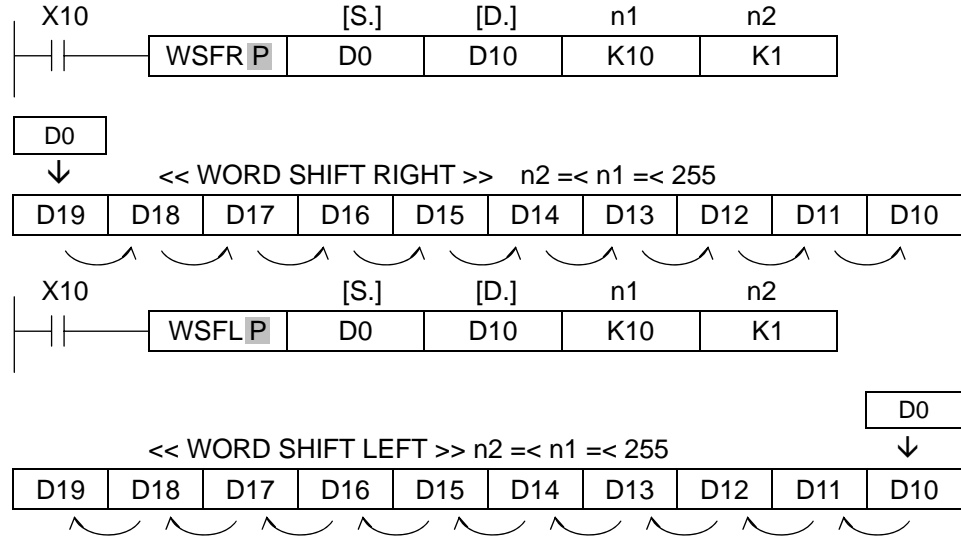 X10 [S.] [D.] n1 n2
WSFR P D0 D10 K10 K1
D0
<< WORD SHIFT RIGHT >> n2 =< n1 =< 255
D19 D18 D17 D16 D15 D14 D13 D12 D11 D10
X10 [S.] [D.] n1 n2
WSFL P D0 D10 K10 K1
D0
<< WORD SHIFT LEFT >> n2 =< n1 =< 255
D19 D18 D17 D16 D15 D14 D13 D12 D11 D10